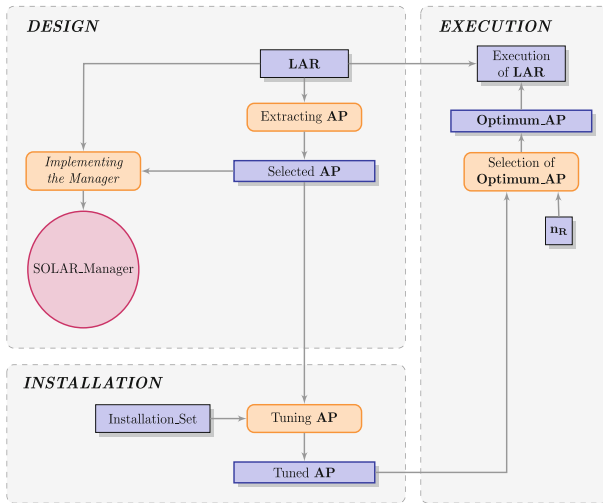 DESIGN
LAR
Extracting AP
Implementing
the Manager
Selected AP
SOLAR_Manager
INSTALLATION
Installation_Set
Tuning AP
Tuned AP
EXECUTION
Execution
of LAR
Optimum_AP
Selection of
Optimum_AP
nR